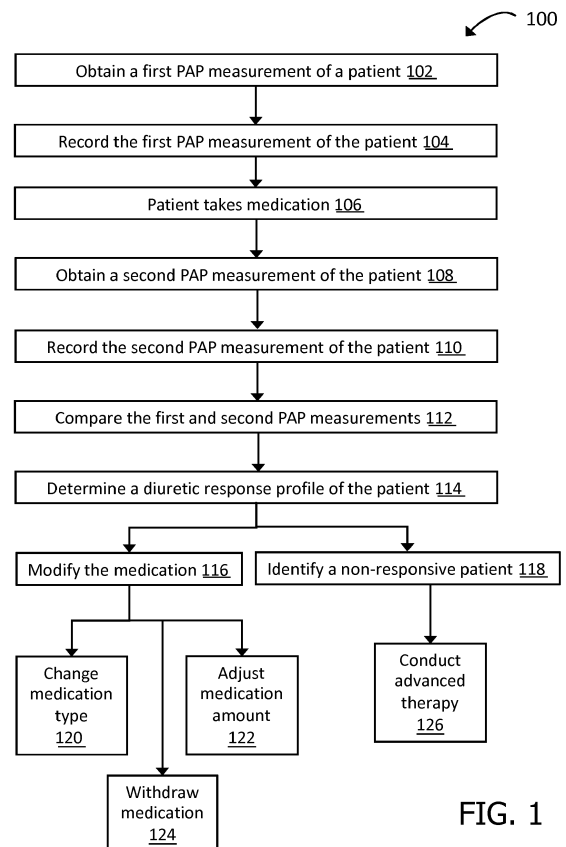 100
Obtain a first PAP measurement of a patient 102
Record the first PAP measurement of the patient 104
Patient takes medication 106
Obtain a second PAP measurement of the patient 108
Record the second PAP measurement of the patient 110
Compare the first and second PAP measurements 112
Determine a diuretic response profile of the patient 114
Modify the medication 116
Identify a non-responsive patient 118
Change
medication
type
120
Adjust
medication
amount
122
Conduct
advanced
therapy
126
Withdraw
medication
124
FIG. 1